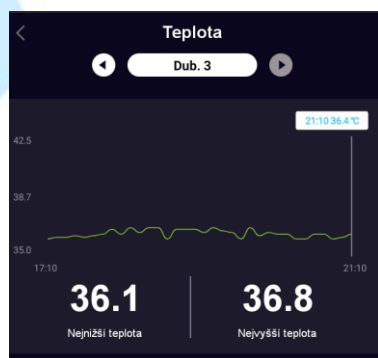 Teplota
Dub. 3
21:10 36.4 ℃
42.5
38.7
35.0
17:10 21:10
36.1 36.8
Nejnižší teplota Nejvyšší teplota